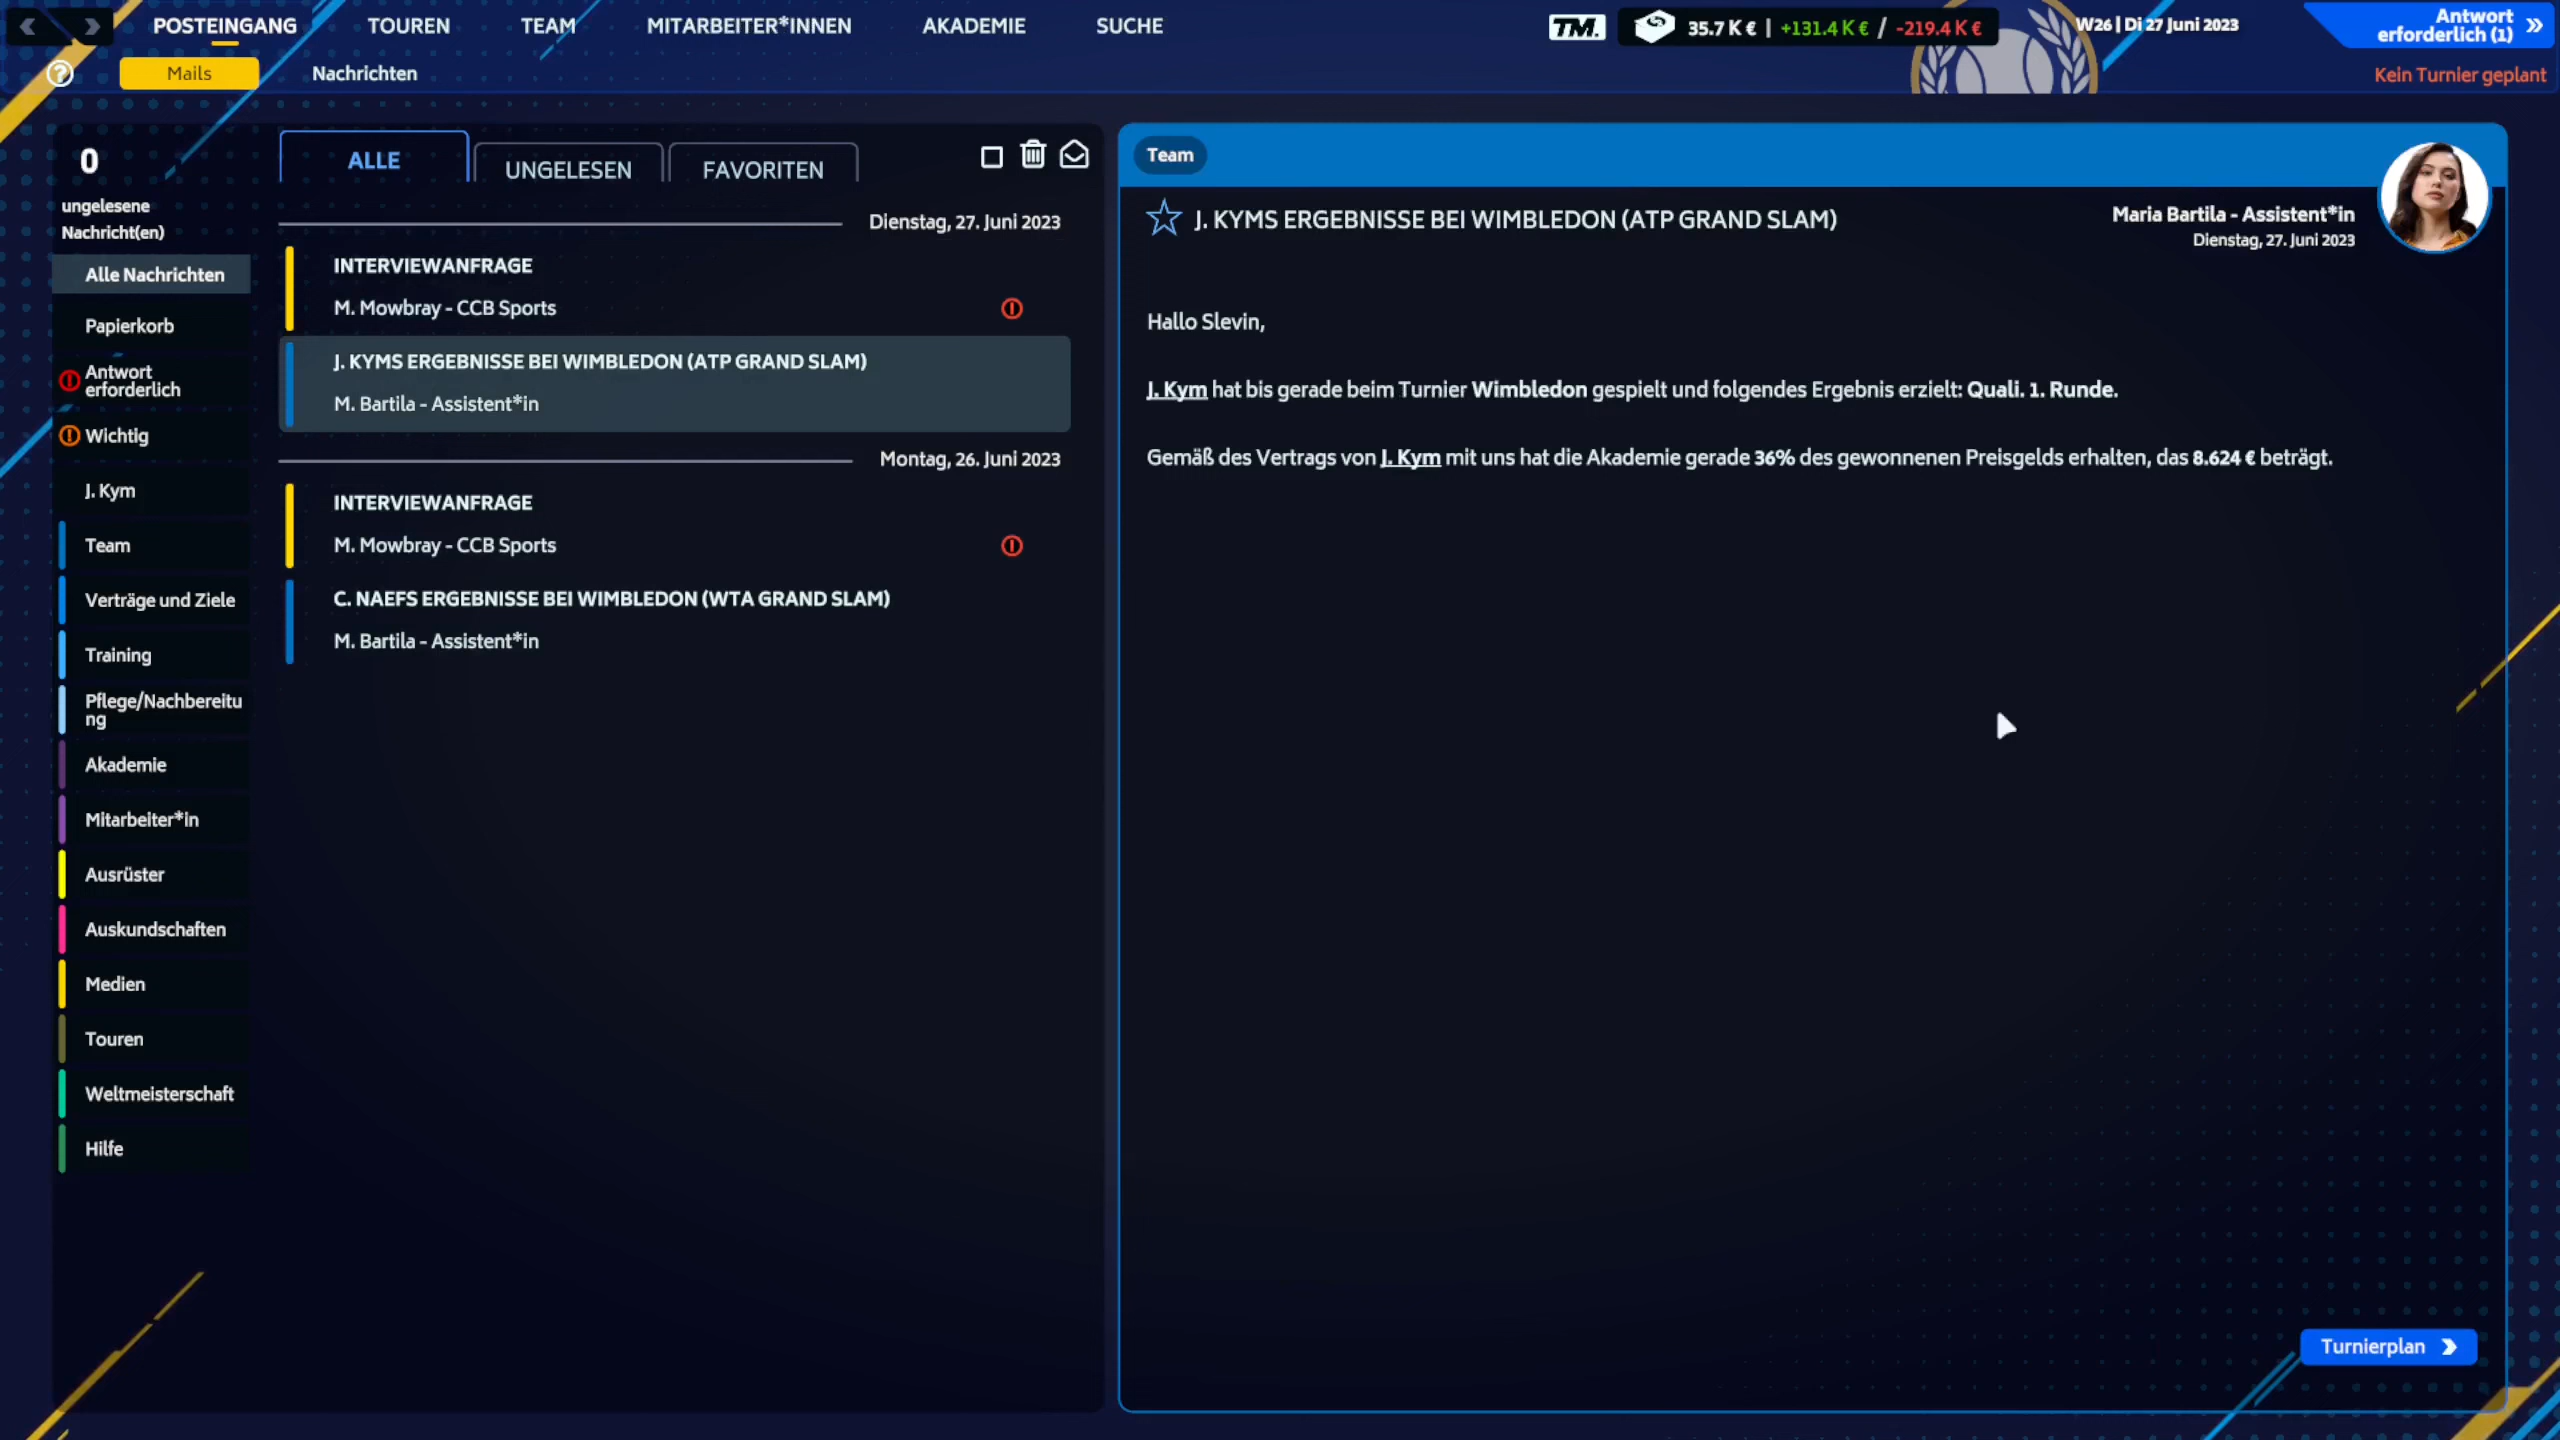 POSTEINGANG
TOUREN
TEAM
MITARBEITER*INNEN
AKADEMIE
SUCHE
TM.
35.7 K € | +131.4 K € / -219.4 K €
W26 | Di 27 Juni 2023
Antwort
erforderlich (1)
Mails
Nachrichten
Kein Turnier geplant
0
ungelesene
Nachricht(en)
Alle Nachrichten
Papierkorb
Antwort
erforderlich
Wichtig
J. Kym
Team
Verträge und Ziele
Training
Pflege/Nachbereitu
ng
Akademie
Mitarbeiter*in
Ausrüster
Auskundschaften
Medien
Touren
Weltmeisterschaft
Hilfe
ALLE
UNGELESEN
FAVORITEN
Dienstag, 27. Juni 2023
INTERVIEWANFRAGE
M. Mowbray - CCB Sports
J. KYMS ERGEBNISSE BEI WIMBLEDON (ATP GRAND SLAM)
M. Bartila - Assistent*in
Montag, 26. Juni 2023
INTERVIEWANFRAGE
M. Mowbray - CCB Sports
C. NAEFS ERGEBNISSE BEI WIMBLEDON (WTA GRAND SLAM)
M. Bartila - Assistent*in
Team
J. KYMS ERGEBNISSE BEI WIMBLEDON (ATP GRAND SLAM)
Maria Bartila - Assistent*in
Dienstag, 27. Juni 2023
Hallo Slevin,
J. Kym hat bis gerade beim Turnier Wimbledon gespielt und folgendes Ergebnis erzielt: Quali. 1. Runde.
Gemäß des Vertrags von J. Kym mit uns hat die Akademie gerade 36% des gewonnenen Preisgelds erhalten, das 8.624 € beträgt.
Turnierplan